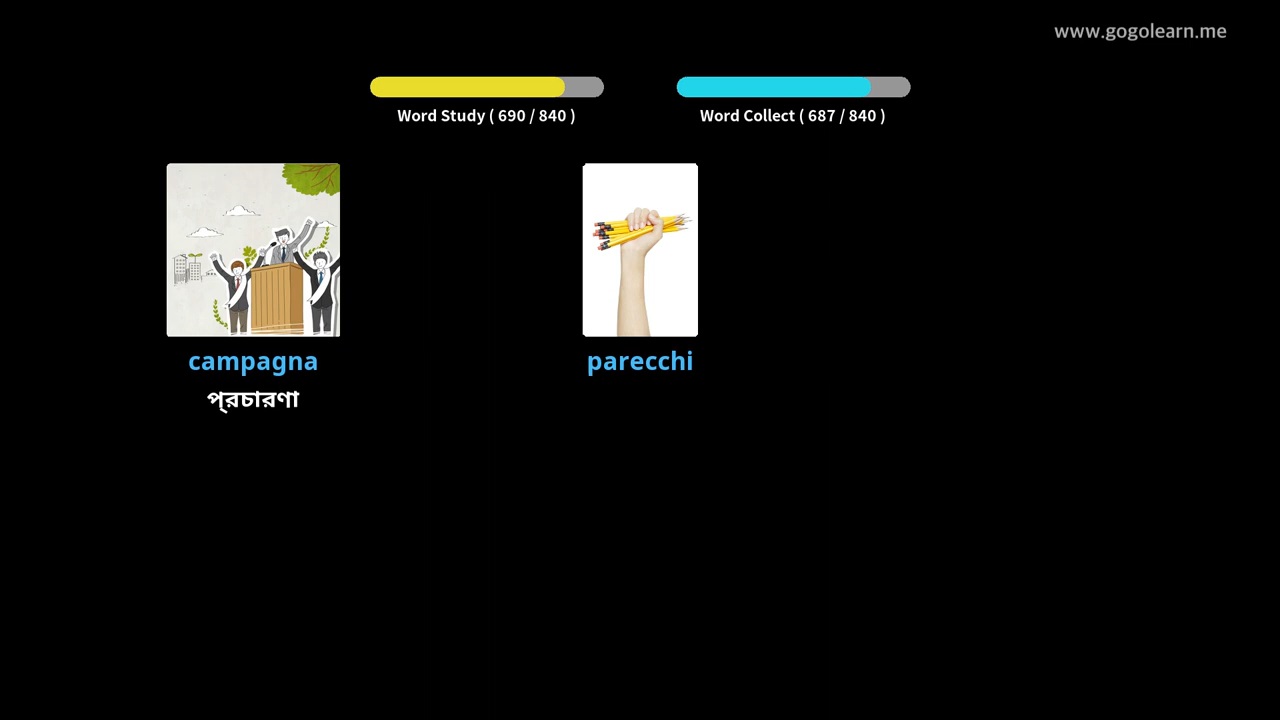 www.gogolearn.me
Word Study ( 690 / 840 )
Word Collect ( 687 / 840 )
campagna
প্রচারণা
parecchi